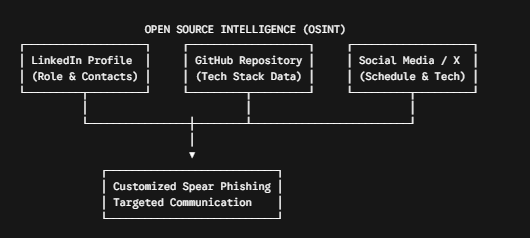 OPEN SOURCE INTELLIGENCE (OSINT)
LinkedIn Profile
(Role & Contacts)
GitHub Repository
(Tech Stack Data)
Social Media / X
(Schedule & Tech)
Customized Spear Phishing
Targeted Communication